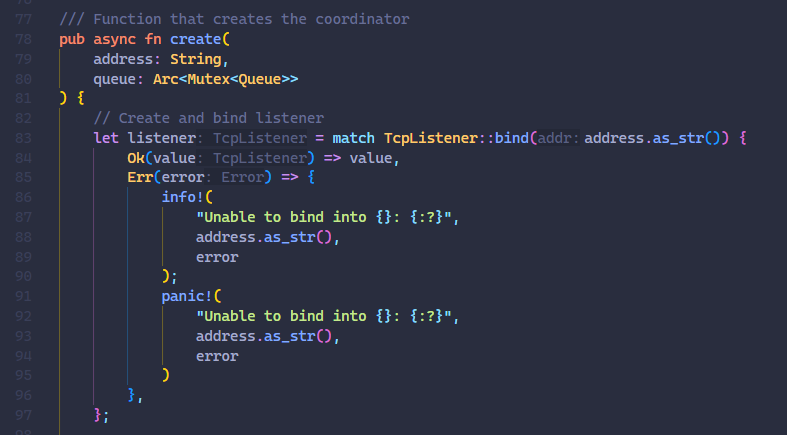 77 /// Function that creates the coordinator
78 pub async fn create(
79     address: String,
80     queue: Arc<Mutex<Queue>>
81 ) {
82     // Create and bind listener
83     let listener: TcpListener = match TcpListener::bind(addr: address.as_str()) {
84         Ok(value: TcpListener) => value,
85         Err(error: Error) => {
86             info!(
87                 "Unable to bind into {}: {:?}",
88                 address.as_str(),
89                 error
90             );
91             panic!(
92                 "Unable to bind into {}: {:?}",
93                 address.as_str(),
94                 error
95             )
96         },
97     };
98